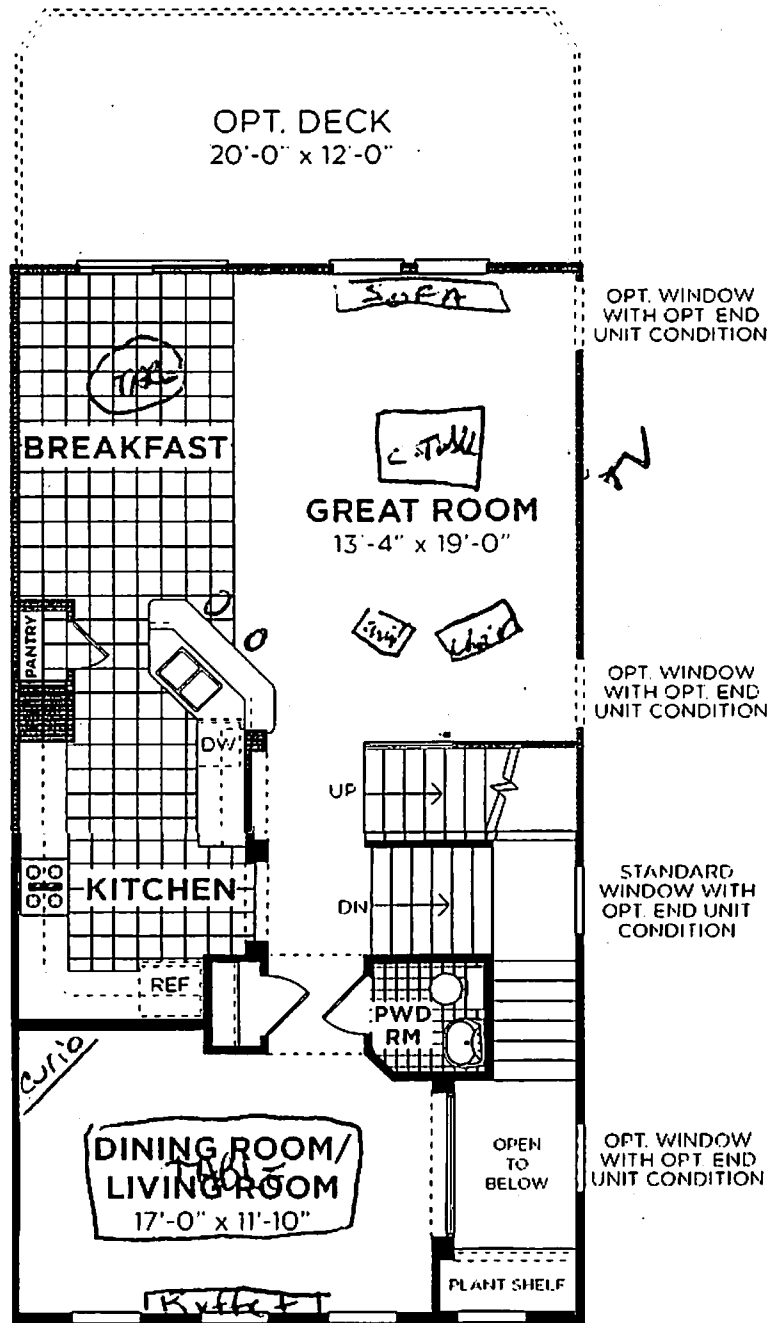 OPT. DECK
20'-0" x 12'-0"
SOFA
OPT. WINDOW
WITH OPT. END
UNIT CONDITION
BREAKFAST
GREAT ROOM
13'-4" x 19'-0"
chair
PANTRY
OPT. WINDOW
WITH OPT. END
UNIT CONDITION
DW
UP
KITCHEN
DN
STANDARD
WINDOW WITH
OPT. END UNIT
CONDITION
REF
PWD
RM
curio
DINING ROOM/
TABLE
LIVING ROOM
17'-0" x 11'-10"
OPEN
TO
BELOW
OPT. WINDOW
WITH OPT. END
UNIT CONDITION
PLANT SHELF
Buffet